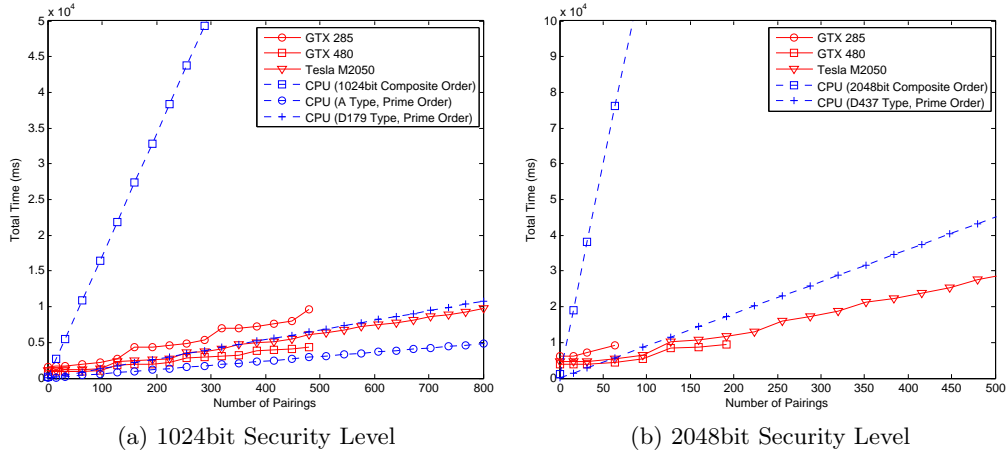 x 10^4
5
4.5
4
3.5
3
2.5
2
1.5
1
0.5
0
0 100 200 300 400 500 600 700 800
Total Time (ms)
Number of Pairings
GTX 285
GTX 480
Tesla M2050
CPU (1024bit Composite Order)
CPU (A Type, Prime Order)
CPU (D179 Type, Prime Order)
(a) 1024bit Security Level
x 10^4
10
9
8
7
6
5
4
3
2
1
0
0 50 100 150 200 250 300 350 400 450 500
Total Time (ms)
Number of Pairings
GTX 285
GTX 480
Tesla M2050
CPU (2048bit Composite Order)
CPU (D437 Type, Prime Order)
(b) 2048bit Security Level